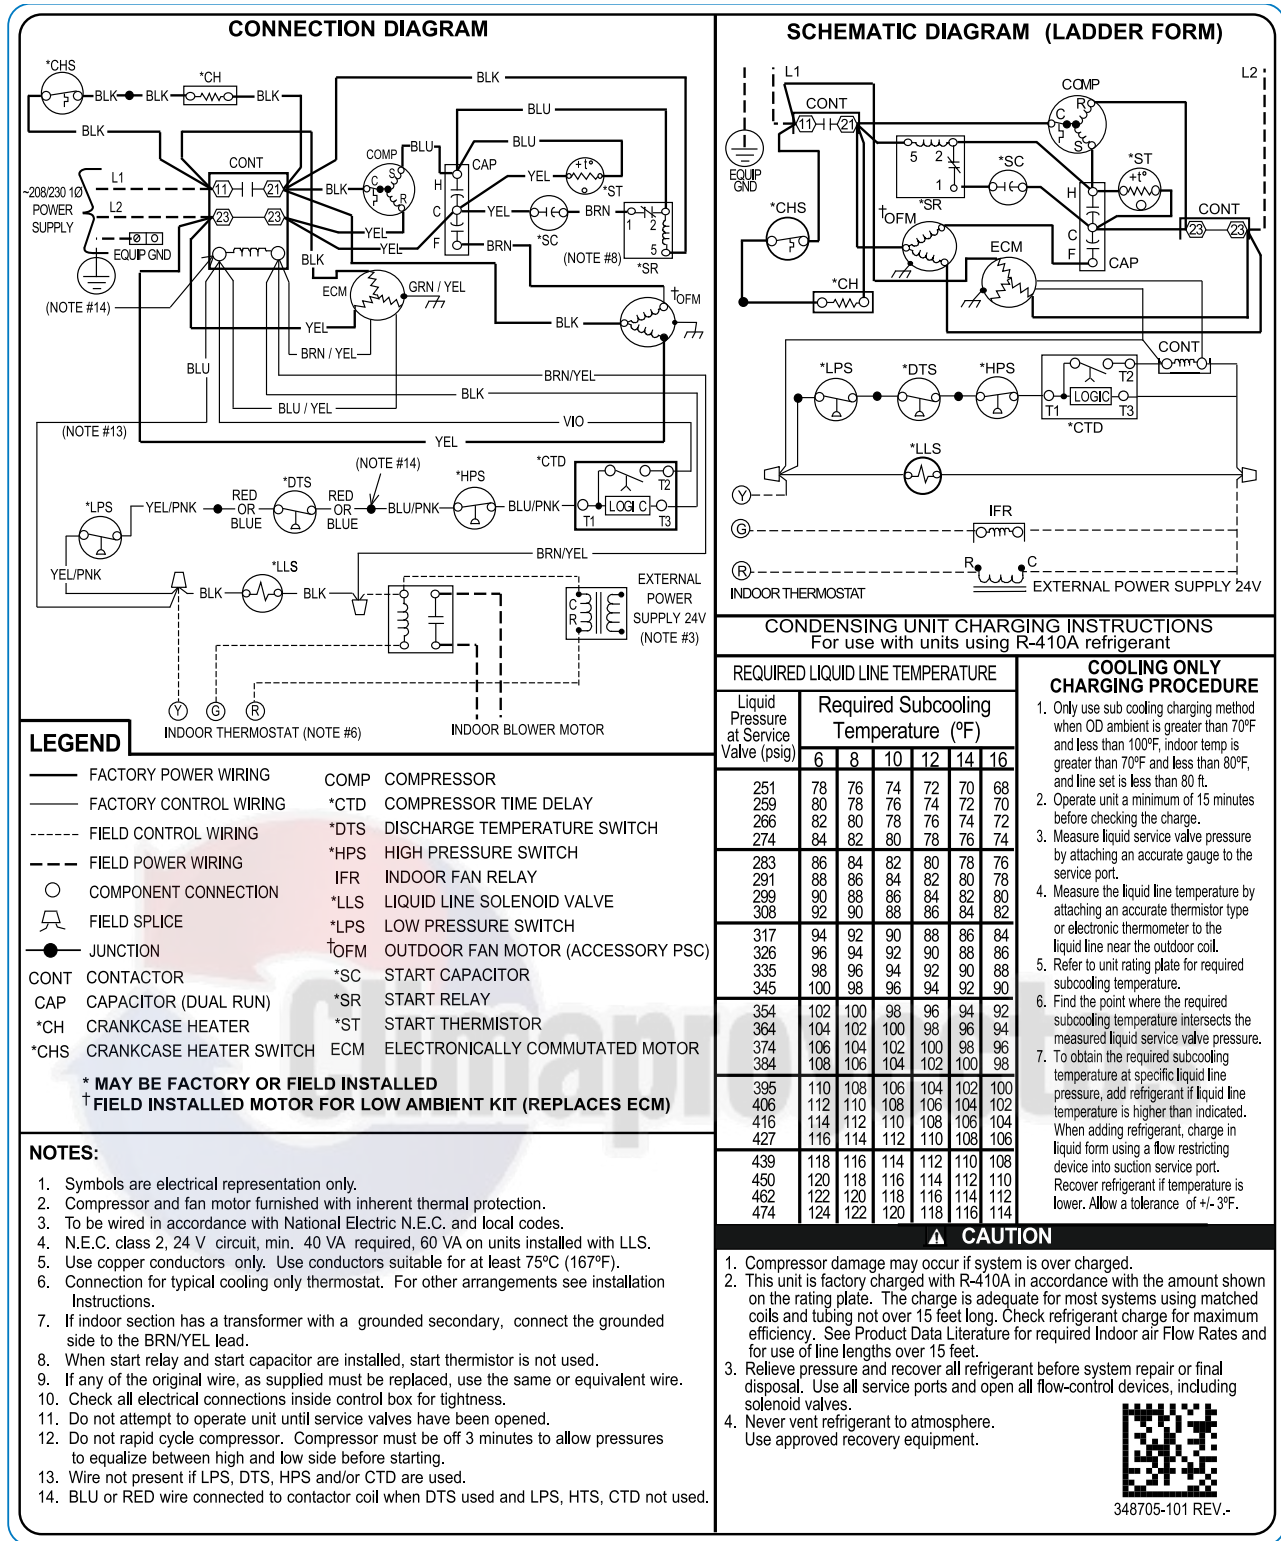 CONNECTION DIAGRAM
*CHS
*CH
BLK
BLK
BLK
BLK
BLK
BLU
CONT
COMP
BLU
BLU
CAP
+t°
*ST
YEL
~208/230 1Ø
POWER
SUPPLY
L1
L2
EQUIP GND
11
21
23
23
BLK
C
S
R
H
C
F
YEL
*SC
BRN
1
2
5
*SR
YEL
YEL
BRN
(NOTE #8)
BLK
(NOTE #14)
ECM
GRN / YEL
†OFM
BLK
YEL
BRN / YEL
BLU
BRN/YEL
BLK
BLU / YEL
VIO
(NOTE #13)
YEL
(NOTE #14)
*CTD
*LPS
YEL/PNK
RED
OR
BLUE
*DTS
RED
OR
BLUE
BLU/PNK
*HPS
BLU/PNK
T1
LOGIC
T2
T3
BRN/YEL
YEL/PNK
*LLS
BLK
BLK
C
R
EXTERNAL
POWER
SUPPLY 24V
(NOTE #3)
Y
G
R
INDOOR THERMOSTAT (NOTE #6)
INDOOR BLOWER MOTOR
LEGEND
FACTORY POWER WIRING
FACTORY CONTROL WIRING
FIELD CONTROL WIRING
FIELD POWER WIRING
COMPONENT CONNECTION
FIELD SPLICE
JUNCTION
CONT CONTACTOR
CAP CAPACITOR (DUAL RUN)
*CH CRANKCASE HEATER
*CHS CRANKCASE HEATER SWITCH
COMP COMPRESSOR
*CTD COMPRESSOR TIME DELAY
*DTS DISCHARGE TEMPERATURE SWITCH
*HPS HIGH PRESSURE SWITCH
IFR INDOOR FAN RELAY
*LLS LIQUID LINE SOLENOID VALVE
*LPS LOW PRESSURE SWITCH
†OFM OUTDOOR FAN MOTOR (ACCESSORY PSC)
*SC START CAPACITOR
*SR START RELAY
*ST START THERMISTOR
ECM ELECTRONICALLY COMMUTATED MOTOR
* MAY BE FACTORY OR FIELD INSTALLED
† FIELD INSTALLED MOTOR FOR LOW AMBIENT KIT (REPLACES ECM)
Climaproyectos
NOTES:
1. Symbols are electrical representation only.
2. Compressor and fan motor furnished with inherent thermal protection.
3. To be wired in accordance with National Electric N.E.C. and local codes.
4. N.E.C. class 2, 24 V circuit, min. 40 VA required, 60 VA on units installed with LLS.
5. Use copper conductors only. Use conductors suitable for at least 75ºC (167ºF).
6. Connection for typical cooling only thermostat. For other arrangements see installation
Instructions.
7. If indoor section has a transformer with a grounded secondary, connect the grounded
side to the BRN/YEL lead.
8. When start relay and start capacitor are installed, start thermistor is not used.
9. If any of the original wire, as supplied must be replaced, use the same or equivalent wire.
10. Check all electrical connections inside control box for tightness.
11. Do not attempt to operate unit until service valves have been opened.
12. Do not rapid cycle compressor. Compressor must be off 3 minutes to allow pressures
to equalize between high and low side before starting.
13. Wire not present if LPS, DTS, HPS and/or CTD are used.
14. BLU or RED wire connected to contactor coil when DTS used and LPS, HTS, CTD not used.
SCHEMATIC DIAGRAM (LADDER FORM)
L1
L2
CONT
11
21
COMP
R
C
S
EQUIP
GND
5
2
1
*SR
*SC
H
*ST
+t°
*CHS
†OFM
ECM
C
F
CAP
CONT
23
23
*CH
CONT
*LPS
*DTS
*HPS
T2
T1
LOGIC
T3
*CTD
*LLS
Y
IFR
G
R
R
C
INDOOR THERMOSTAT
EXTERNAL POWER SUPPLY 24V
CONDENSING UNIT CHARGING INSTRUCTIONS
For use with units using R-410A refrigerant
REQUIRED LIQUID LINE TEMPERATURE
Liquid
Pressure
at Service
Valve (psig)
Required Subcooling
Temperature (ºF)
6 8 10 12 14 16
251 78 76 74 72 70 68
259 80 78 76 74 72 70
266 82 80 78 76 74 72
274 84 82 80 78 76 74
283 86 84 82 80 78 76
291 88 86 84 82 80 78
299 90 88 86 84 82 80
308 92 90 88 86 84 82
317 94 92 90 88 86 84
326 96 94 92 90 88 86
335 98 96 94 92 90 88
345 100 98 96 94 92 90
354 102 100 98 96 94 92
364 104 102 100 98 96 94
374 106 104 102 100 98 96
384 108 106 104 102 100 98
395 110 108 106 104 102 100
406 112 110 108 106 104 102
416 114 112 110 108 106 104
427 116 114 112 110 108 106
439 118 116 114 112 110 108
450 120 118 116 114 112 110
462 122 120 118 116 114 112
474 124 122 120 118 116 114
COOLING ONLY
CHARGING PROCEDURE
1. Only use sub cooling charging method
when OD ambient is greater than 70ºF
and less than 100ºF, indoor temp is
greater than 70ºF and less than 80ºF,
and line set is less than 80 ft.
2. Operate unit a minimum of 15 minutes
before checking the charge.
3. Measure liquid service valve pressure
by attaching an accurate gauge to the
service port.
4. Measure the liquid line temperature by
attaching an accurate thermistor type
or electronic thermometer to the
liquid line near the outdoor coil.
5. Refer to unit rating plate for required
subcooling temperature.
6. Find the point where the required
subcooling temperature intersects the
measured liquid service valve pressure.
7. To obtain the required subcooling
temperature at specific liquid line
pressure, add refrigerant if liquid line
temperature is higher than indicated.
When adding refrigerant, charge in
liquid form using a flow restricting
device into suction service port.
Recover refrigerant if temperature is
lower. Allow a tolerance of +/- 3ºF.
CAUTION
1. Compressor damage may occur if system is over charged.
2. This unit is factory charged with R-410A in accordance with the amount shown
on the rating plate. The charge is adequate for most systems using matched
coils and tubing not over 15 feet long. Check refrigerant charge for maximum
efficiency. See Product Data Literature for required Indoor air Flow Rates and
for use of line lengths over 15 feet.
3. Relieve pressure and recover all refrigerant before system repair or final
disposal. Use all service ports and open all flow-control devices, including
solenoid valves.
4. Never vent refrigerant to atmosphere.
Use approved recovery equipment.
348705-101 REV.-